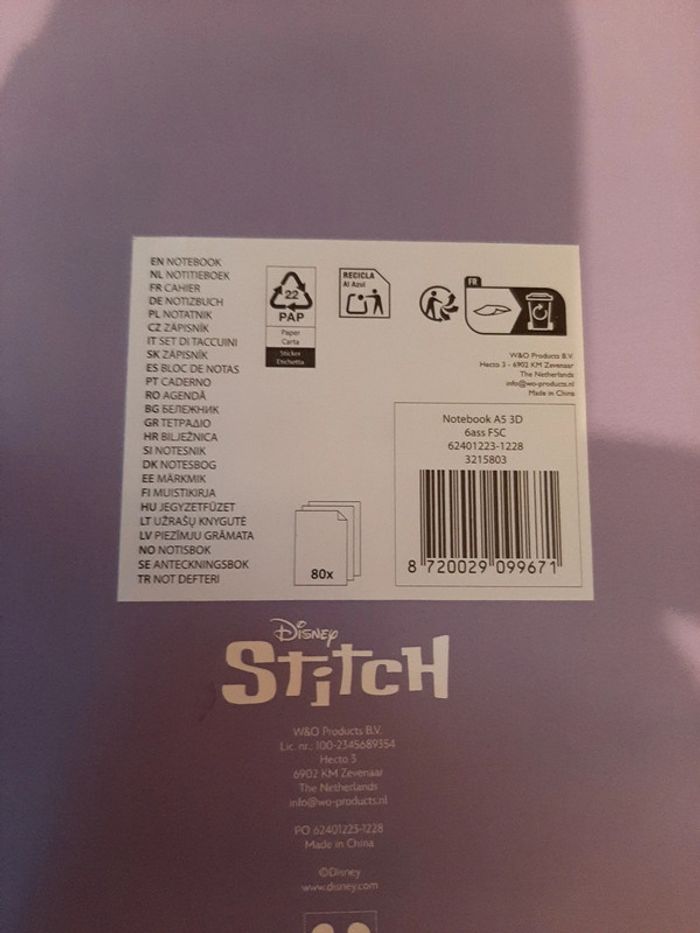 EN NOTEBOOK
NL NOTITIEBOEK
FR CAHIER
DE NOTIZBUCH
PL NOTATNIK
CZ ZÁPISNÍK
IT SET DI TACCUINI
SK ZÁPISNÍK
ES BLOC DE NOTAS
PT CADERNO
RO AGENDĂ
BG БЕЛЕЖНИК
GR ΤΕΤΡΑΔΙΟ
HR BILJEŽNICA
SI NOTESNIK
DK NOTESBOG
EE MÄRKMIK
FI MUISTIKIRJA
HU JEGYZETFÜZET
LT UŽRAŠŲ KNYGUTĖ
LV PIEZĪMJU GRĀMATA
NO NOTISBOK
SE ANTECKNINGSBOK
TR NOT DEFTERI
22
PAP
Paper
Carta
Sticker
Etichetta
RECICLA
Al Azul
FR
W&O Products B.V.
Hecto 3 - 6902 KM Zevenaar
The Netherlands
info@wo-products.nl
Made in China
80x
Notebook A5 3D
6ass FSC
62401223-1228
3215803
8 720029 099671
Disney
Stitch
W&O Products B.V.
Lic. nr.: 100-2345689354
Hecto 3
6902 KM Zevenaar
The Netherlands
info@wo-products.nl
PO 62401223-1228
Made in China
©Disney
www.disney.com